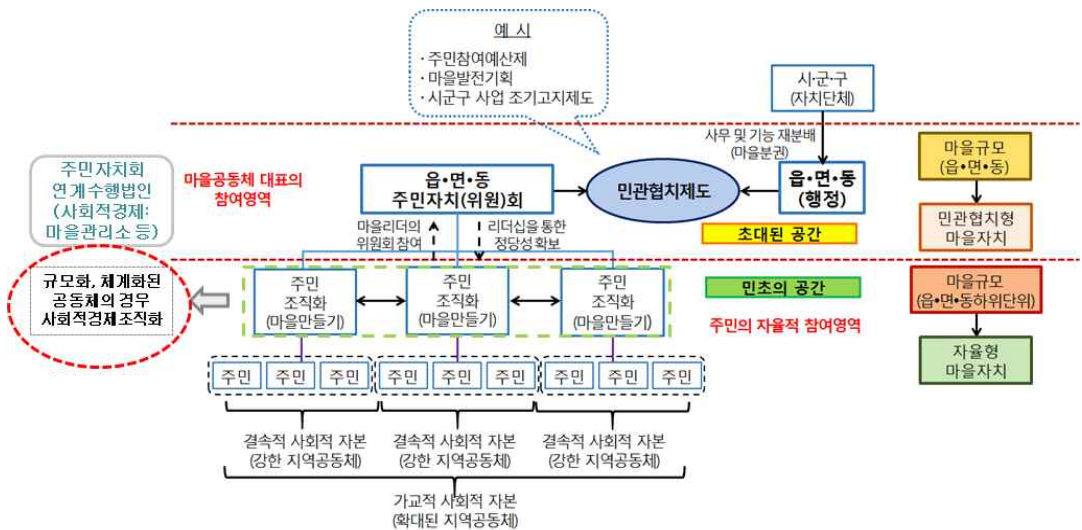 예 시
· 주민참여예산제
· 마을발전기획
· 시군구 사업 조기고지제도
시·군·구
(자치단체)
사무 및 기능 재분배
(마을분권)
주민자치회
연계수행법인
(사회적경제:
마을관리소 등)
마을공동체 대표의
참여영역
읍•면•동
주민자치(위원)회
민관협치제도
읍•면•동
(행정)
마을규모
(읍•면•동)
마을리더의
위원회 참여
리더십을 통한
정당성 확보
초대된 공간
민관협치형
마을자치
규모화, 체계화된
공동체의 경우
사회적경제조직화
주민
조직화
(마을만들기)
주민
조직화
(마을만들기)
주민
조직화
(마을만들기)
민초의 공간
주민의 자율적 참여영역
마을규모
(읍•면•동하위단위)
자율형
마을자치
주민 주민 주민 주민 주민 주민 주민 주민 주민
결속적 사회적 자본
(강한 지역공동체)
결속적 사회적 자본
(강한 지역공동체)
결속적 사회적 자본
(강한 지역공동체)
가교적 사회적 자본
(확대된 지역공동체)